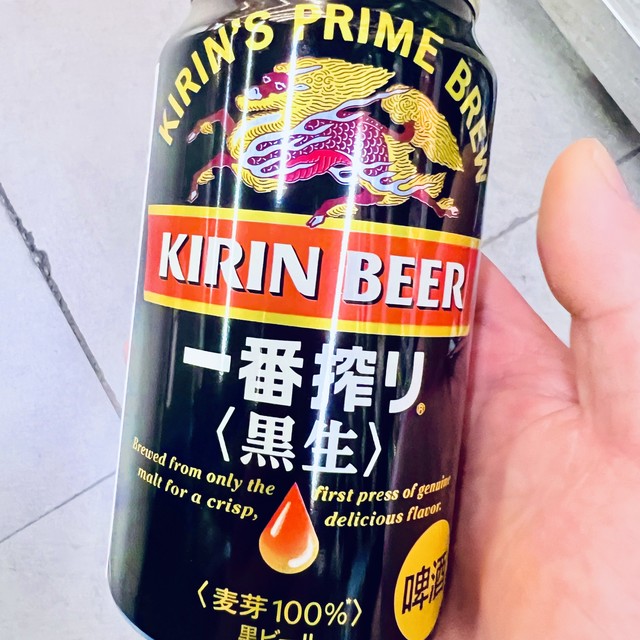 KIRIN'S PRIME BREW
KIRIN BEER
一番搾り®
〈黒生〉
Brewed from only the first press of genuine
malt for a crisp, delicious flavor.
〈麦芽100%〉
黒ビール
啤酒